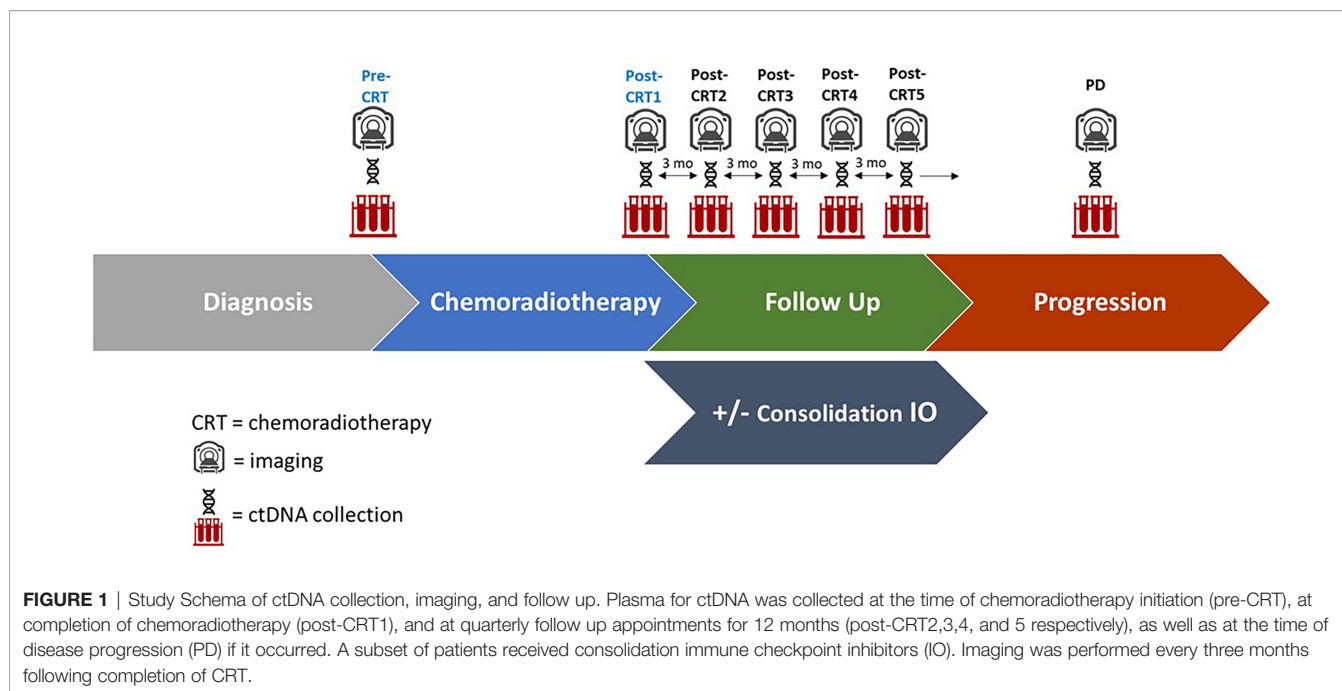 Pre-
CRT
Post-
CRT1
Post-
CRT2
Post-
CRT3
Post-
CRT4
Post-
CRT5
PD
3 mo
3 mo
3 mo
3 mo
Diagnosis
Chemoradiotherapy
Follow Up
Progression
+/- Consolidation IO
CRT = chemoradiotherapy
= imaging
= ctDNA collection
FIGURE 1 | Study Schema of ctDNA collection, imaging, and follow up. Plasma for ctDNA was collected at the time of chemoradiotherapy initiation (pre-CRT), at
completion of chemoradiotherapy (post-CRT1), and at quarterly follow up appointments for 12 months (post-CRT2,3,4, and 5 respectively), as well as at the time of
disease progression (PD) if it occurred. A subset of patients received consolidation immune checkpoint inhibitors (IO). Imaging was performed every three months
following completion of CRT.